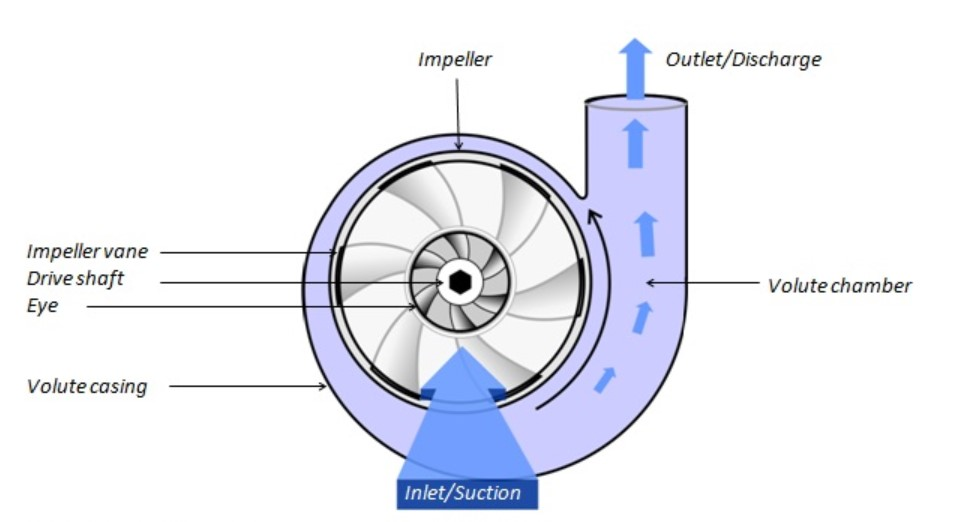 Impeller
Outlet/Discharge
Impeller vane
Drive shaft
Eye
Volute chamber
Volute casing
Inlet/Suction